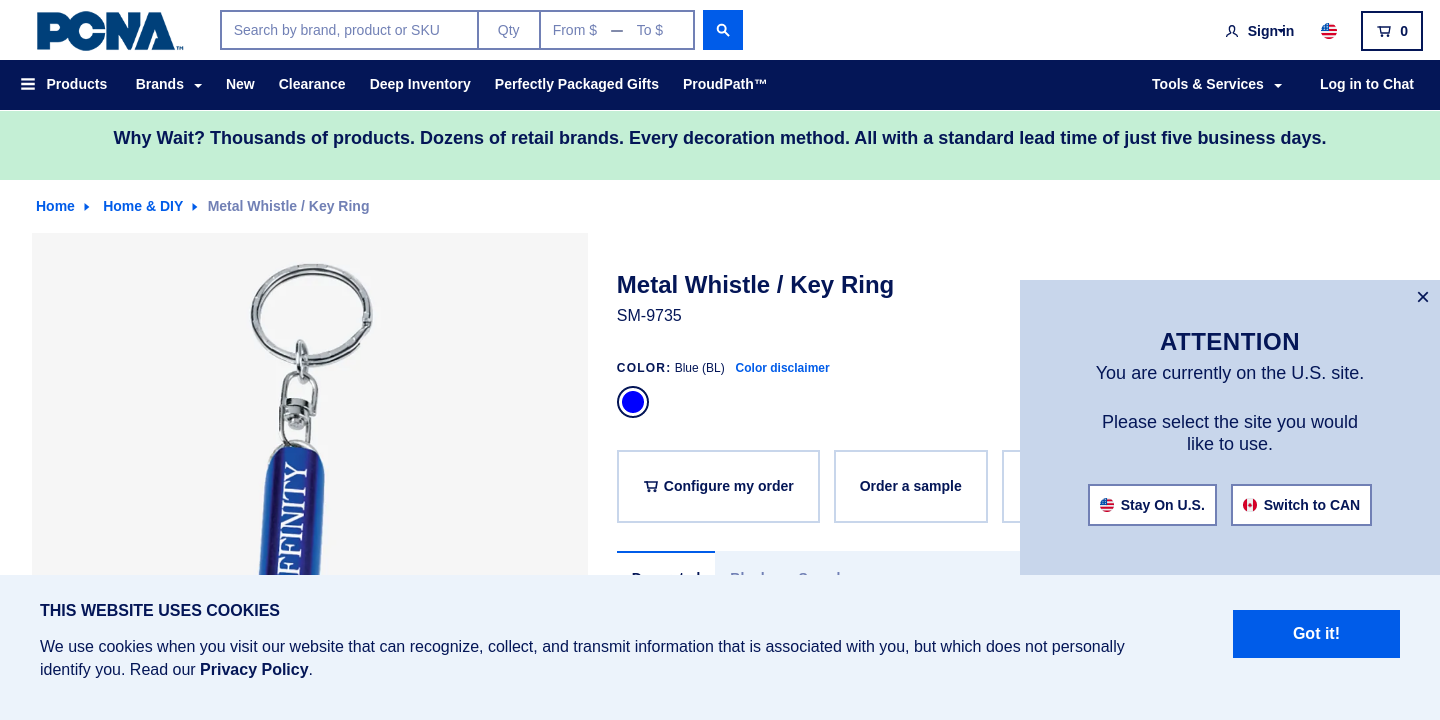 PCNA™
Search by brand, product or SKU
Qty
From $ — To $
Sign in
0
Products
Brands
New
Clearance
Deep Inventory
Perfectly Packaged Gifts
ProudPath™
Tools & Services
Log in to Chat
Why Wait? Thousands of products. Dozens of retail brands. Every decoration method. All with a standard lead time of just five business days.
Home
Home & DIY
Metal Whistle / Key Ring
FFINITY
Metal Whistle / Key Ring
SM-9735
COLOR: Blue (BL) Color disclaimer
Configure my order
Order a sample
×
ATTENTION
You are currently on the U.S. site.
Please select the site you would
like to use.
Stay On U.S.
Switch to CAN
THIS WEBSITE USES COOKIES
We use cookies when you visit our website that can recognize, collect, and transmit information that is associated with you, but which does not personally
identify you. Read our Privacy Policy.
Got it!